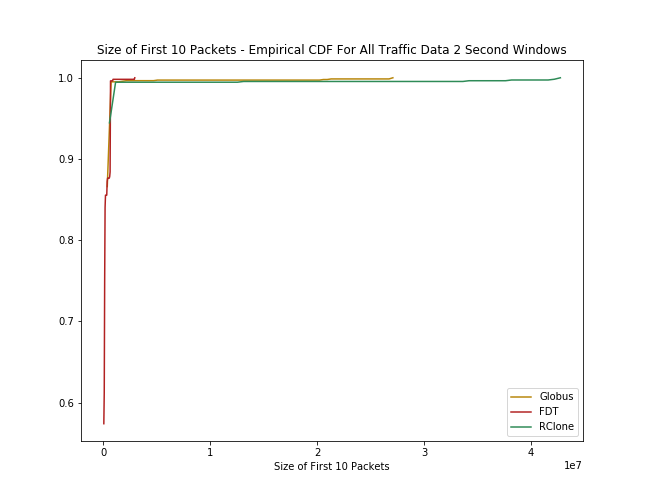 Size of First 10 Packets - Empirical CDF For All Traffic Data 2 Second Windows
1.0
0.9
0.8
0.7
0.6
Globus
FDT
RClone
0 1 2 3 4
1e7
Size of First 10 Packets